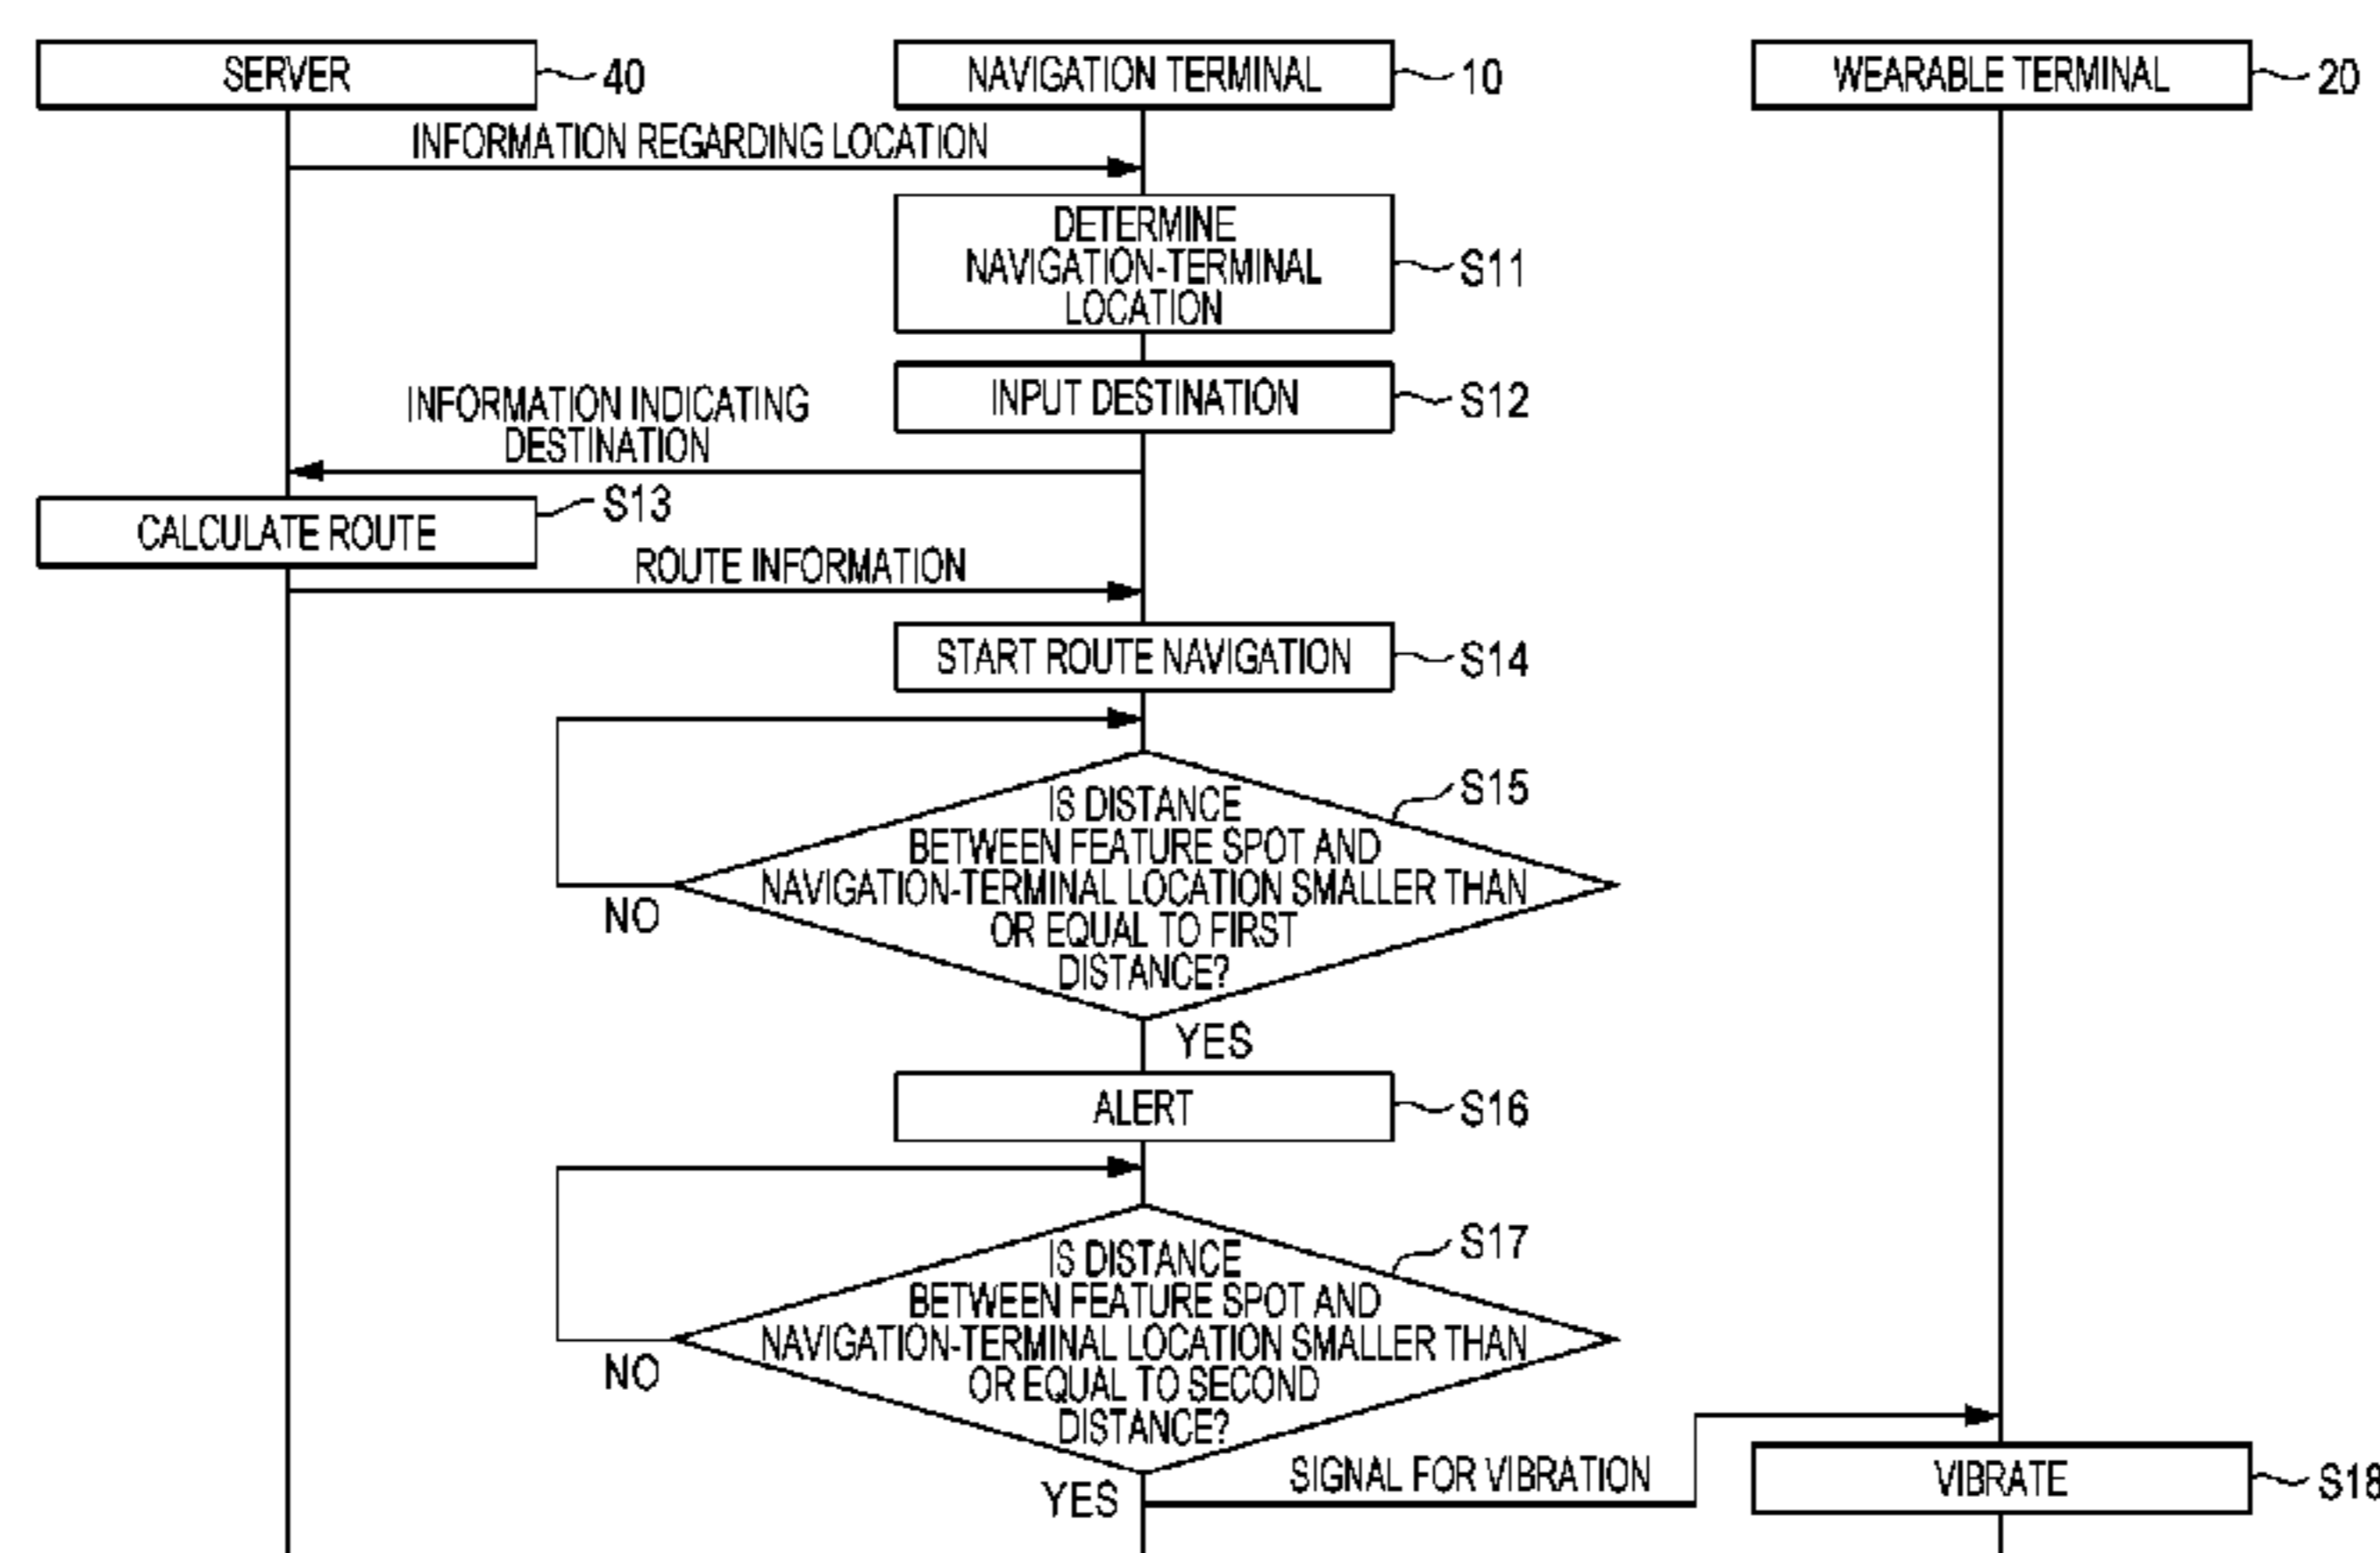 SERVER
40
NAVIGATION TERMINAL
10
WEARABLE TERMINAL
20
INFORMATION REGARDING LOCATION
DETERMINE
NAVIGATION-TERMINAL
LOCATION
S11
INPUT DESTINATION
S12
INFORMATION INDICATING
DESTINATION
CALCULATE ROUTE
S13
ROUTE INFORMATION
START ROUTE NAVIGATION
S14
IS DISTANCE
BETWEEN FEATURE SPOT AND
NAVIGATION-TERMINAL LOCATION SMALLER THAN
OR EQUAL TO FIRST
DISTANCE?
S15
NO
YES
ALERT
S16
IS DISTANCE
BETWEEN FEATURE SPOT AND
NAVIGATION-TERMINAL LOCATION SMALLER THAN
OR EQUAL TO SECOND
DISTANCE?
S17
NO
YES
SIGNAL FOR VIBRATION
VIBRATE
S18